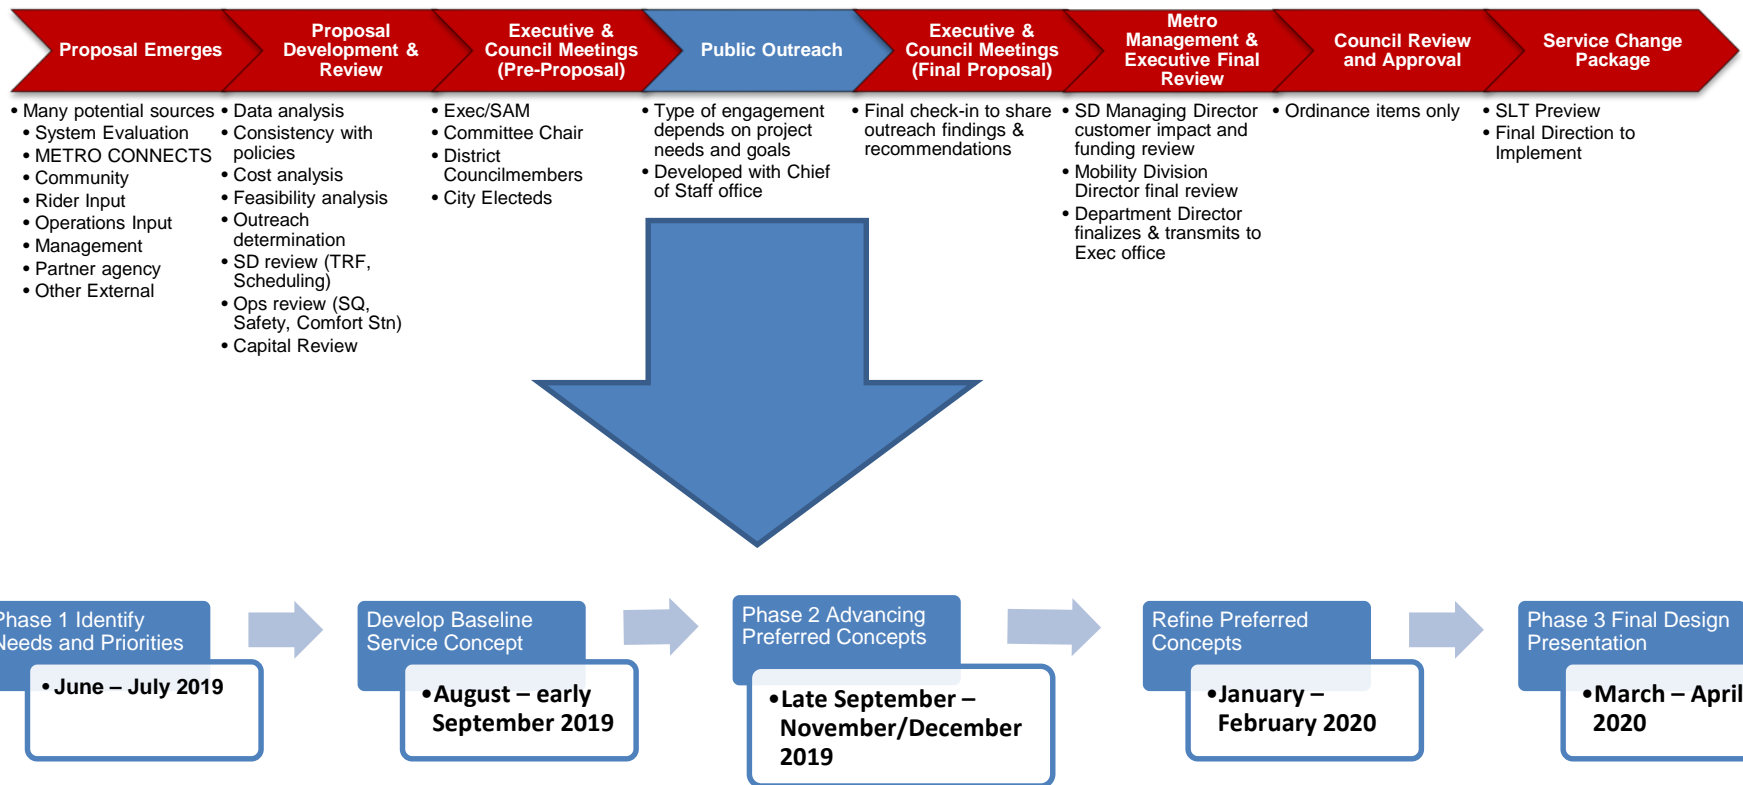 Proposal Emerges
Proposal
Development &
Review
Executive &
Council Meetings
(Pre-Proposal)
Public Outreach
Executive &
Council Meetings
(Final Proposal)
Metro
Management &
Executive Final
Review
Council Review
and Approval
Service Change
Package
• Many potential sources
• System Evaluation
• METRO CONNECTS
• Community
• Rider Input
• Operations Input
• Management
• Partner agency
• Other External
• Data analysis
• Consistency with
policies
• Cost analysis
• Feasibility analysis
• Outreach
determination
• SD review (TRF,
Scheduling)
• Ops review (SQ,
Safety, Comfort Stn)
• Capital Review
• Exec/SAM
• Committee Chair
• District
Councilmembers
• City Electeds
• Type of engagement
depends on project
needs and goals
• Developed with Chief
of Staff office
• Final check-in to share
outreach findings &
recommendations
• SD Managing Director
customer impact and
funding review
• Mobility Division
Director final review
• Department Director
finalizes & transmits to
Exec office
• Ordinance items only
• SLT Preview
• Final Direction to
Implement
Phase 1 Identify
Needs and Priorities
• June – July 2019
Develop Baseline
Service Concept
•August – early
September 2019
Phase 2 Advancing
Preferred Concepts
•Late September –
November/December
2019
Refine Preferred
Concepts
•January –
February 2020
Phase 3 Final Design
Presentation
•March – April
2020